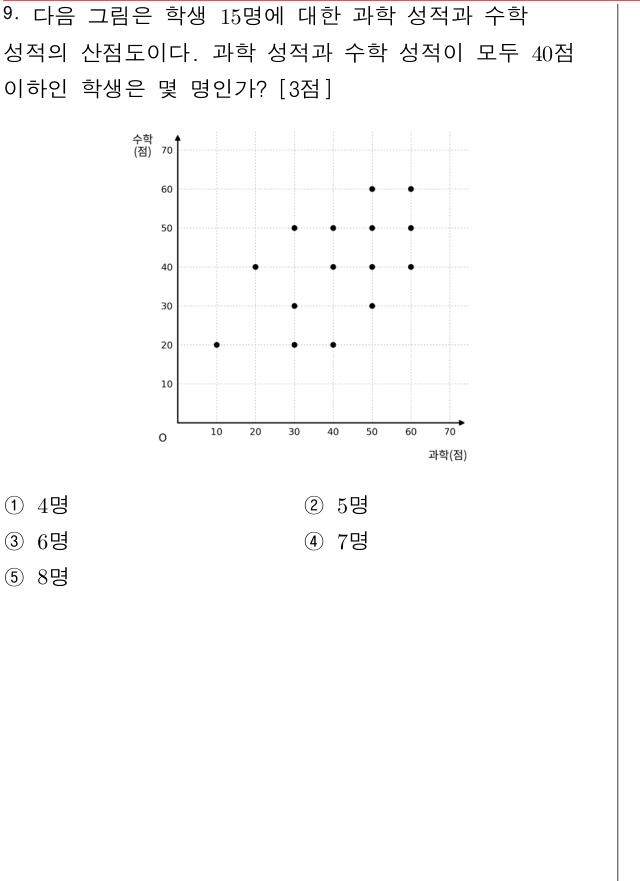 9. 다음 그림은 학생 15명에 대한 과학 성적과 수학
성적의 산점도이다. 과학 성적과 수학 성적이 모두 40점
이하인 학생은 몇 명인가? [3점]
수학
(점)
70
60
50
40
30
20
10
O
10 20 30 40 50 60 70
과학(점)
① 4명 ② 5명
③ 6명 ④ 7명
⑤ 8명